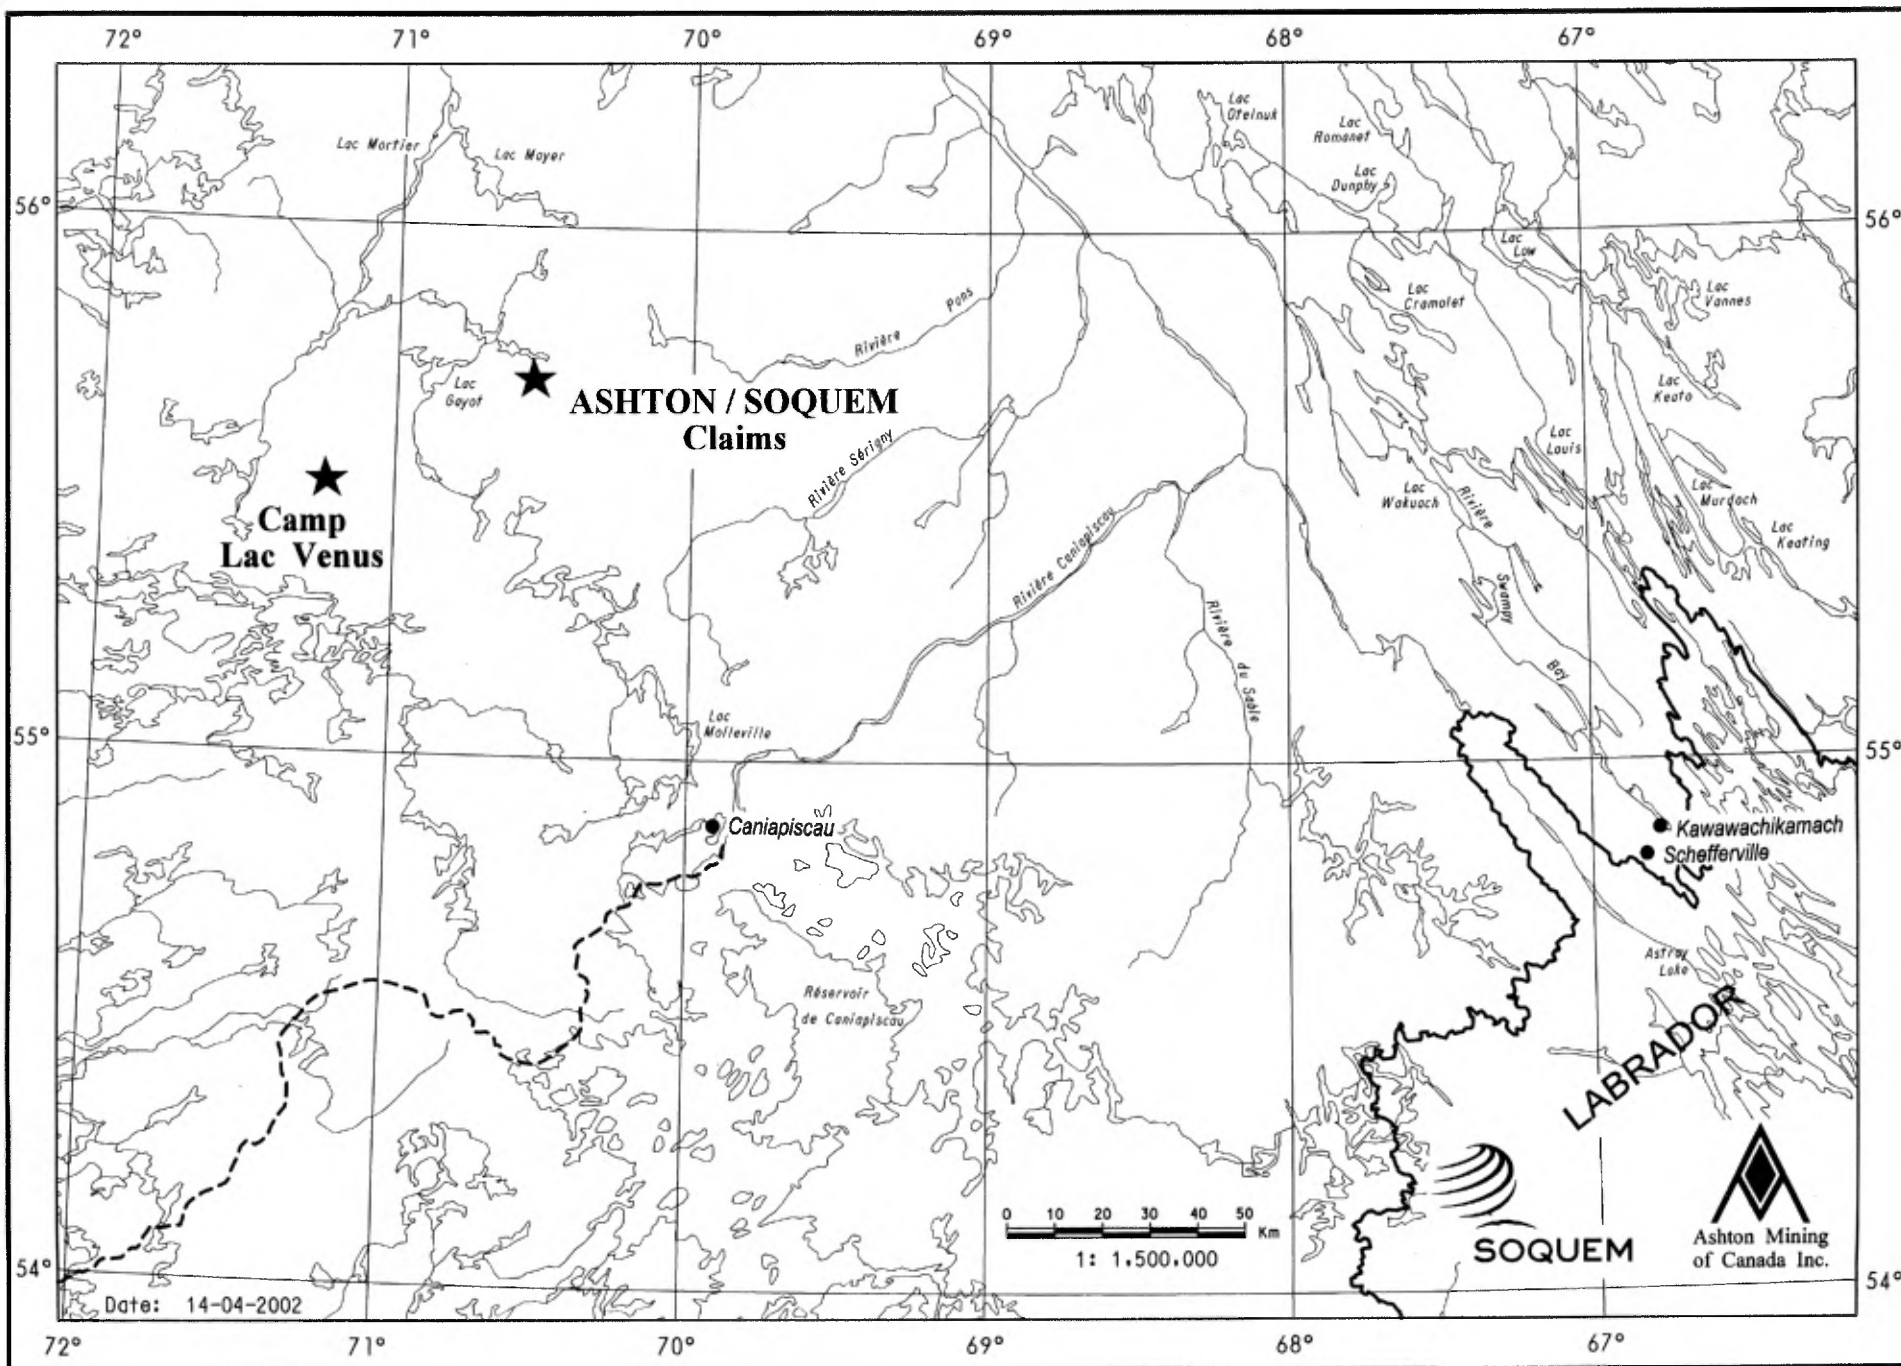 72°
71°
70°
69°
68°
67°
Lac Mortier
Lac Mayer
Lac
Otelnuk
Lac
Romanet
Lac
Dunphy
56°
56°
Lac
Low
Lac
Cramolet
Lac
Vannes
Rivière Pons
Lac
Gayot
ASHTON / SOQUEM
Claims
Lac
Keato
Lac
Louis
Rivière Sérigny
Camp
Lac Venus
Lac
Wakuach
Rivière Swampy Bay
Lac
Murdoch
Lac
Keating
Rivière Caniapiscau
Rivière du Sable
Lac
Molleville
55°
55°
Caniapiscau
Kawawachikamach
Schefferville
Astray
Lake
Réservoir
de Caniapiscau
LABRADOR
0 10 20 30 40 50 Km
1: 1.500.000
SOQUEM
Ashton Mining
of Canada Inc.
54°
54°
Date: 14-04-2002
72°
71°
70°
69°
68°
67°